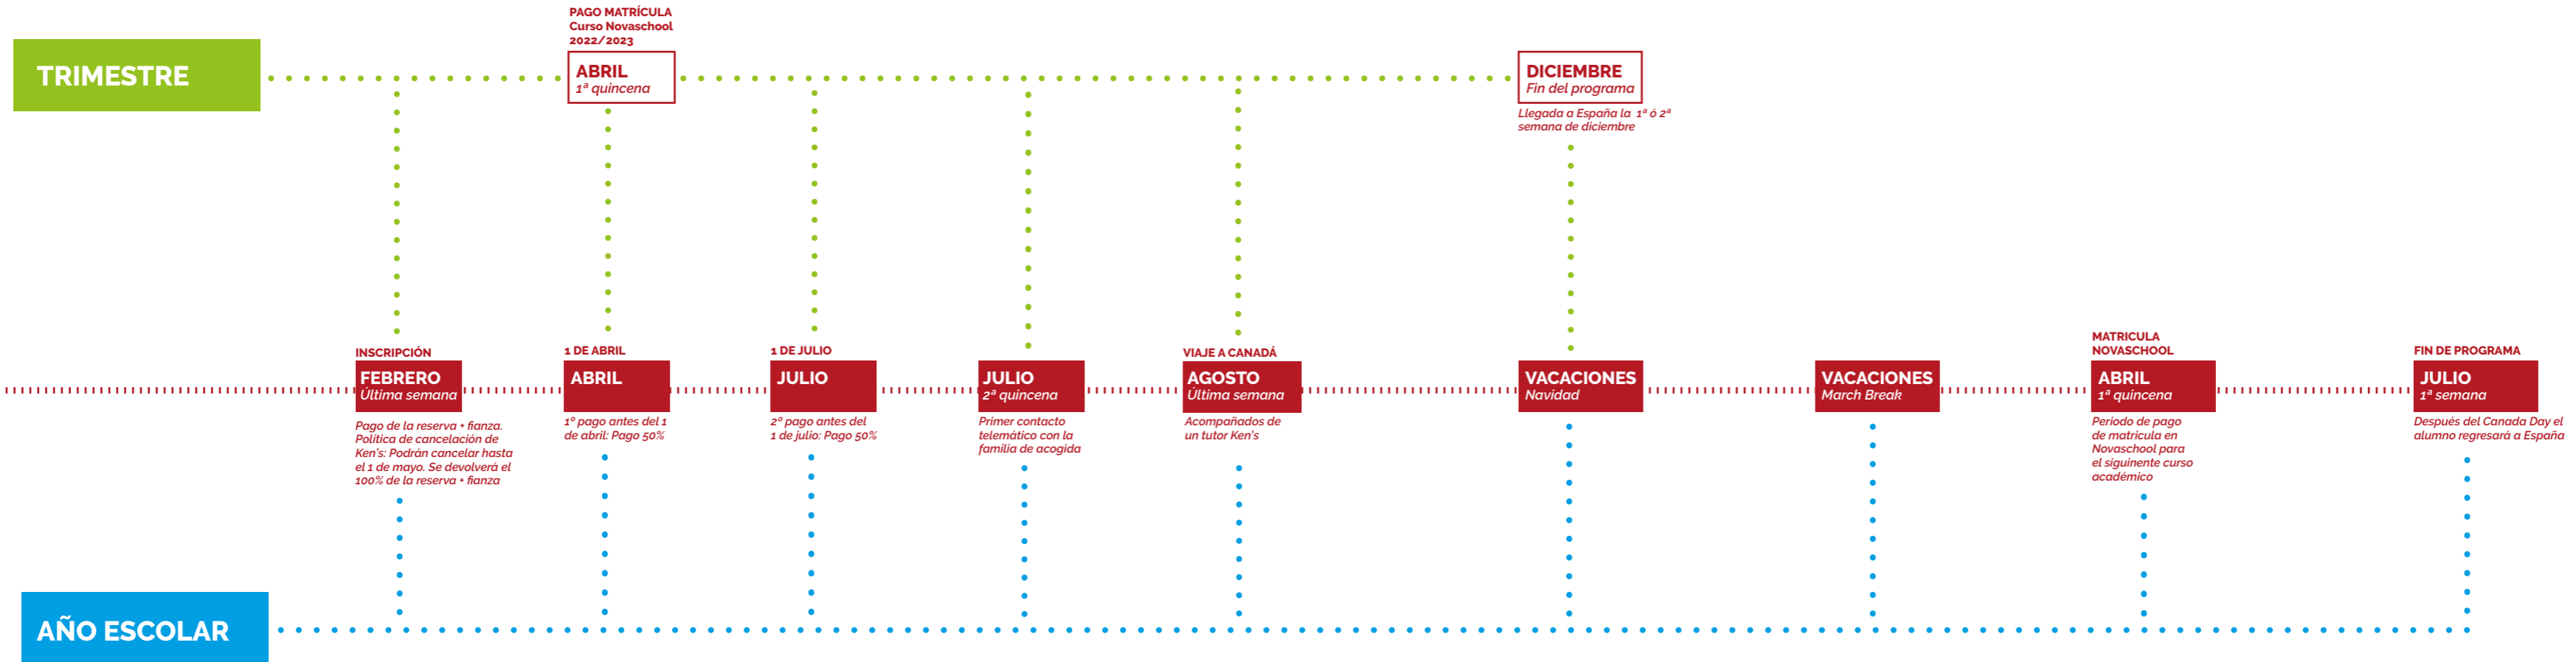 PAGO MATRÍCULA
Curso Novaschool
2022/2023
TRIMESTRE
ABRIL
1ª quincena
DICIEMBRE
Fin del programa
Llegada a España la 1ª ó 2ª
semana de diciembre
INSCRIPCIÓN
FEBRERO
Última semana
Pago de la reserva + fianza.
Política de cancelación de
Ken's: Podrán cancelar hasta
el 1 de mayo. Se devolverá el
100% de la reserva + fianza
1 DE ABRIL
ABRIL
1º pago antes del 1
de abril: Pago 50%
1 DE JULIO
JULIO
2º pago antes del
1 de julio: Pago 50%
JULIO
2ª quincena
Primer contacto
telemático con la
familia de acogida
VIAJE A CANADÁ
AGOSTO
Última semana
Acompañados de
un tutor Ken's
VACACIONES
Navidad
VACACIONES
March Break
MATRICULA
NOVASCHOOL
ABRIL
1ª quincena
Periodo de pago
de matricula en
Novaschool para
el siguinente curso
académico
FIN DE PROGRAMA
JULIO
1ª semana
Después del Canada Day el
alumno regresará a España
AÑO ESCOLAR